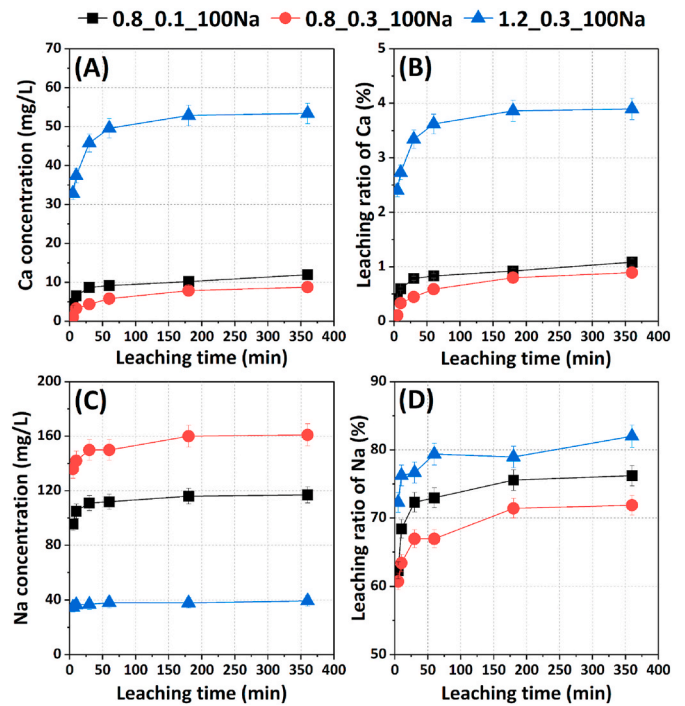 0.8_0.1_100Na 0.8_0.3_100Na 1.2_0.3_100Na
(A)
Ca concentration (mg/L)
70
60
50
40
30
20
10
0
0 50 100 150 200 250 300 350 400
Leaching time (min)
(B)
Leaching ratio of Ca (%)
5
4
3
2
1
0
0 50 100 150 200 250 300 350 400
Leaching time (min)
(C)
Na concentration (mg/L)
200
160
120
80
40
0
0 50 100 150 200 250 300 350 400
Leaching time (min)
(D)
Leaching ratio of Na (%)
90
80
70
60
50
0 50 100 150 200 250 300 350 400
Leaching time (min)